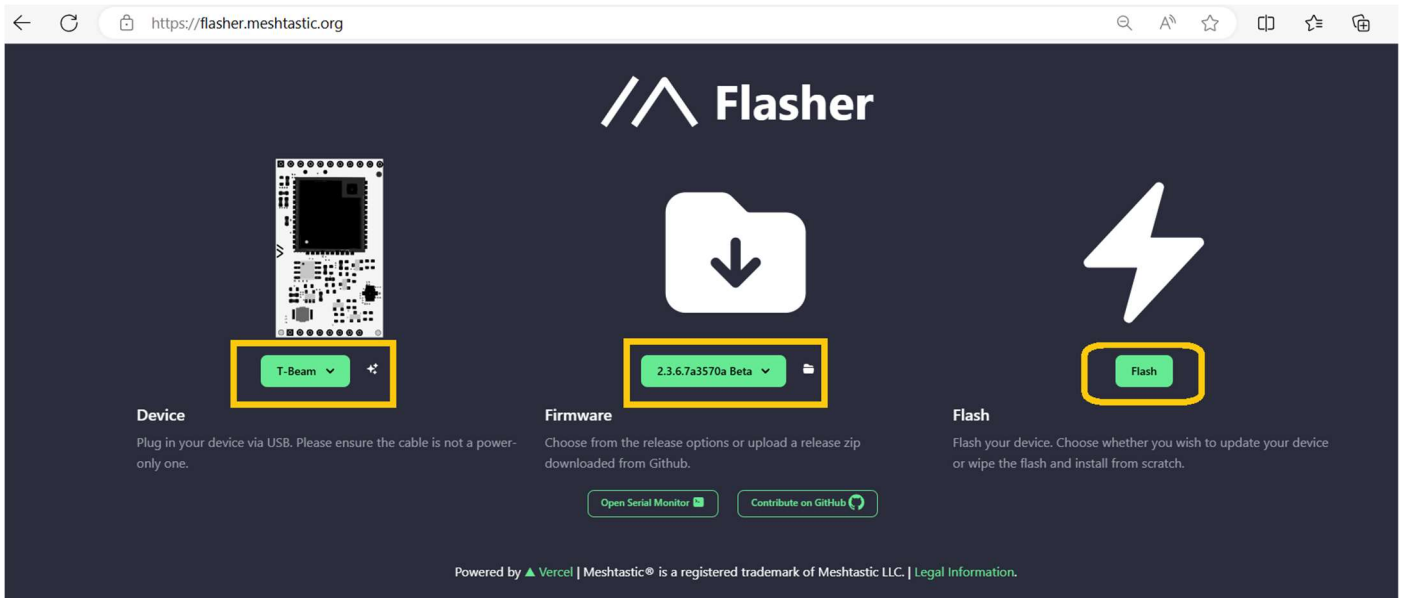 https://flasher.meshtastic.org
Flasher
T-Beam
2.3.6.7a3570a Beta
Flash
Device
Plug in your device via USB. Please ensure the cable is not a power-
only one.
Firmware
Choose from the release options or upload a release zip
downloaded from Github.
Flash
Flash your device. Choose whether you wish to update your device
or wipe the flash and install from scratch.
Open Serial Monitor
Contribute on GitHub
Powered by ▲ Vercel | Meshtastic® is a registered trademark of Meshtastic LLC. | Legal Information.